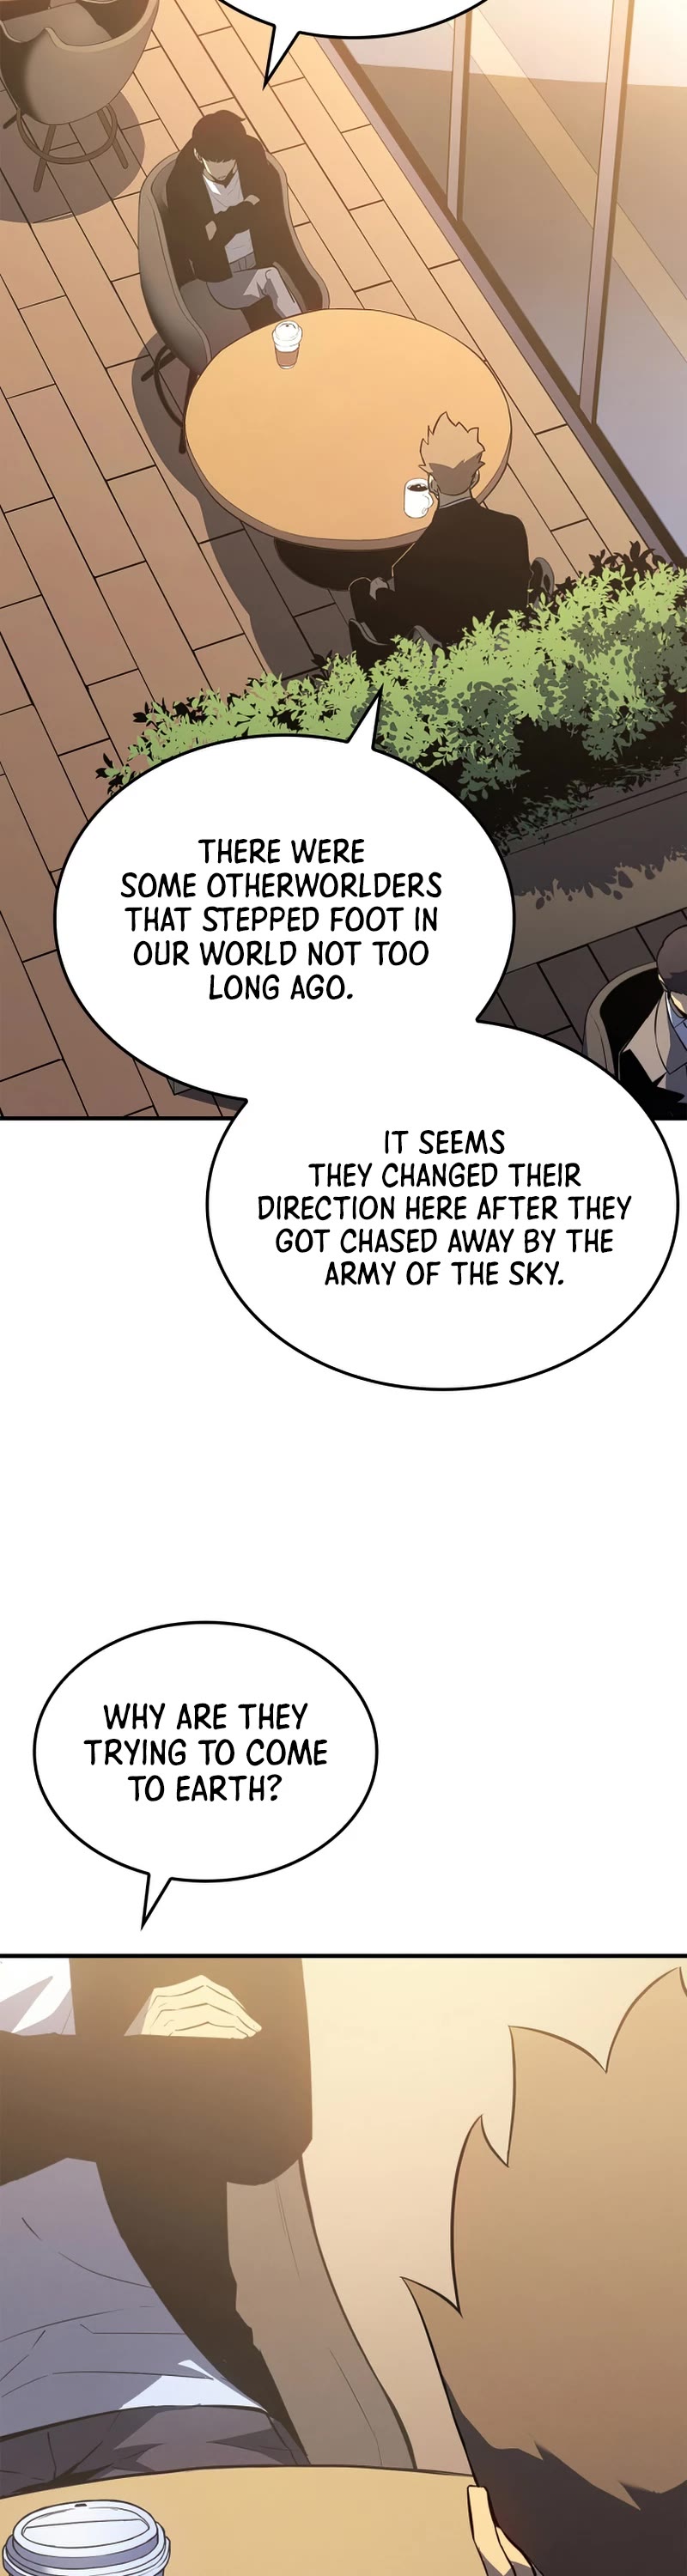 THERE WERE
SOME OTHERWORLDERS
THAT STEPPED FOOT IN
OUR WORLD NOT TOO
LONG AGO.
IT SEEMS
THEY CHANGED THEIR
DIRECTION HERE AFTER THEY
GOT CHASED AWAY BY THE
ARMY OF THE SKY.
WHY ARE THEY
TRYING TO COME
TO EARTH?